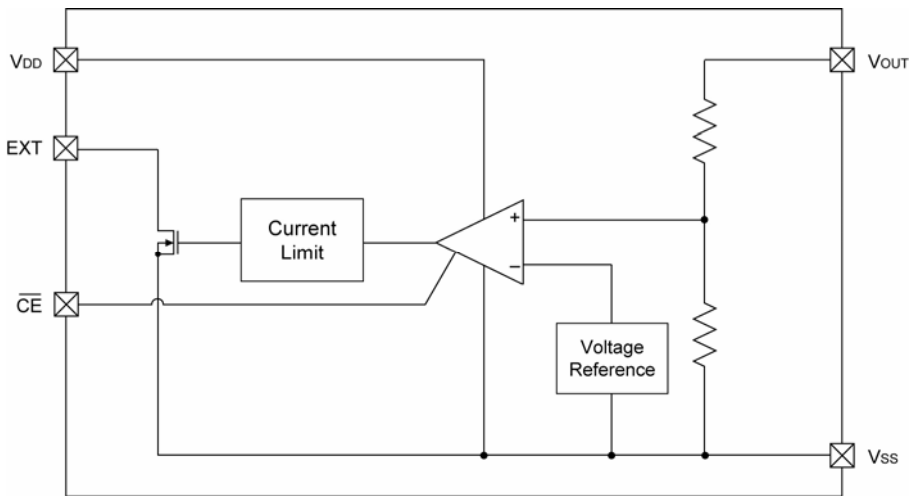 VDD
VOUT
EXT
Current
Limit
+
−
CE
Voltage
Reference
VSS